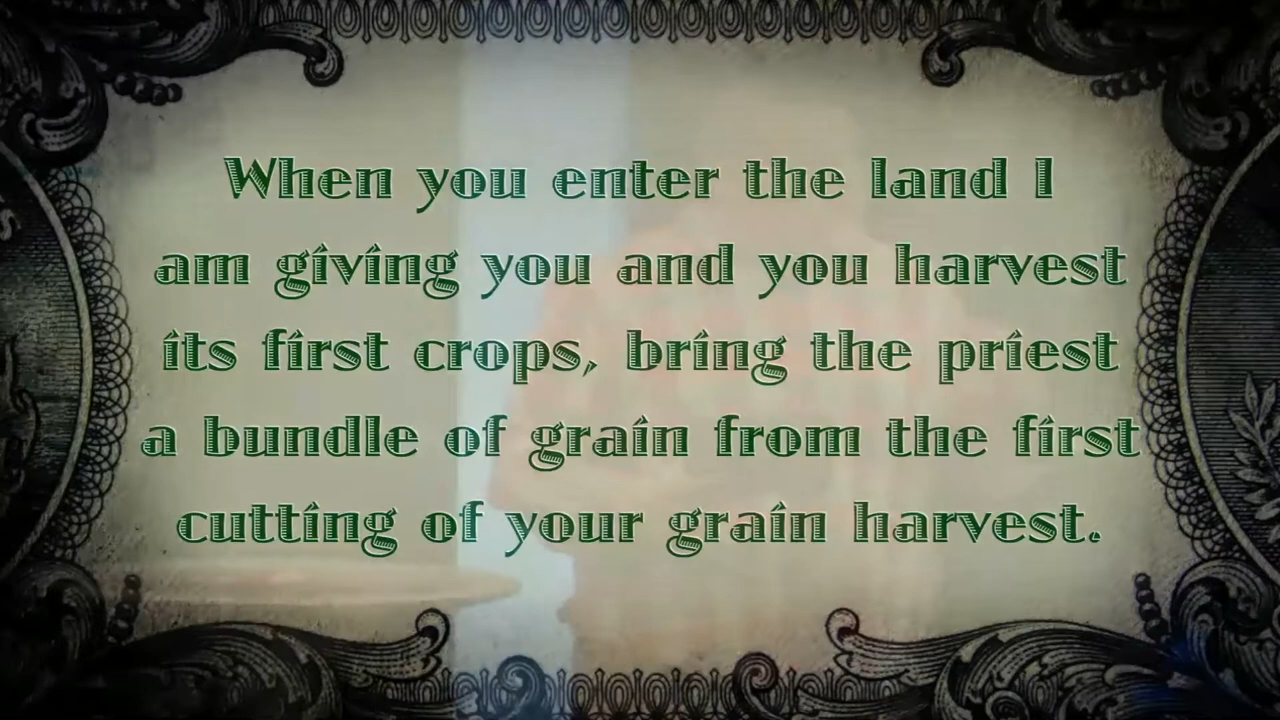 When you enter the land I
am giving you and you harvest
its first crops, bring the priest
a bundle of grain from the first
cutting of your grain harvest.